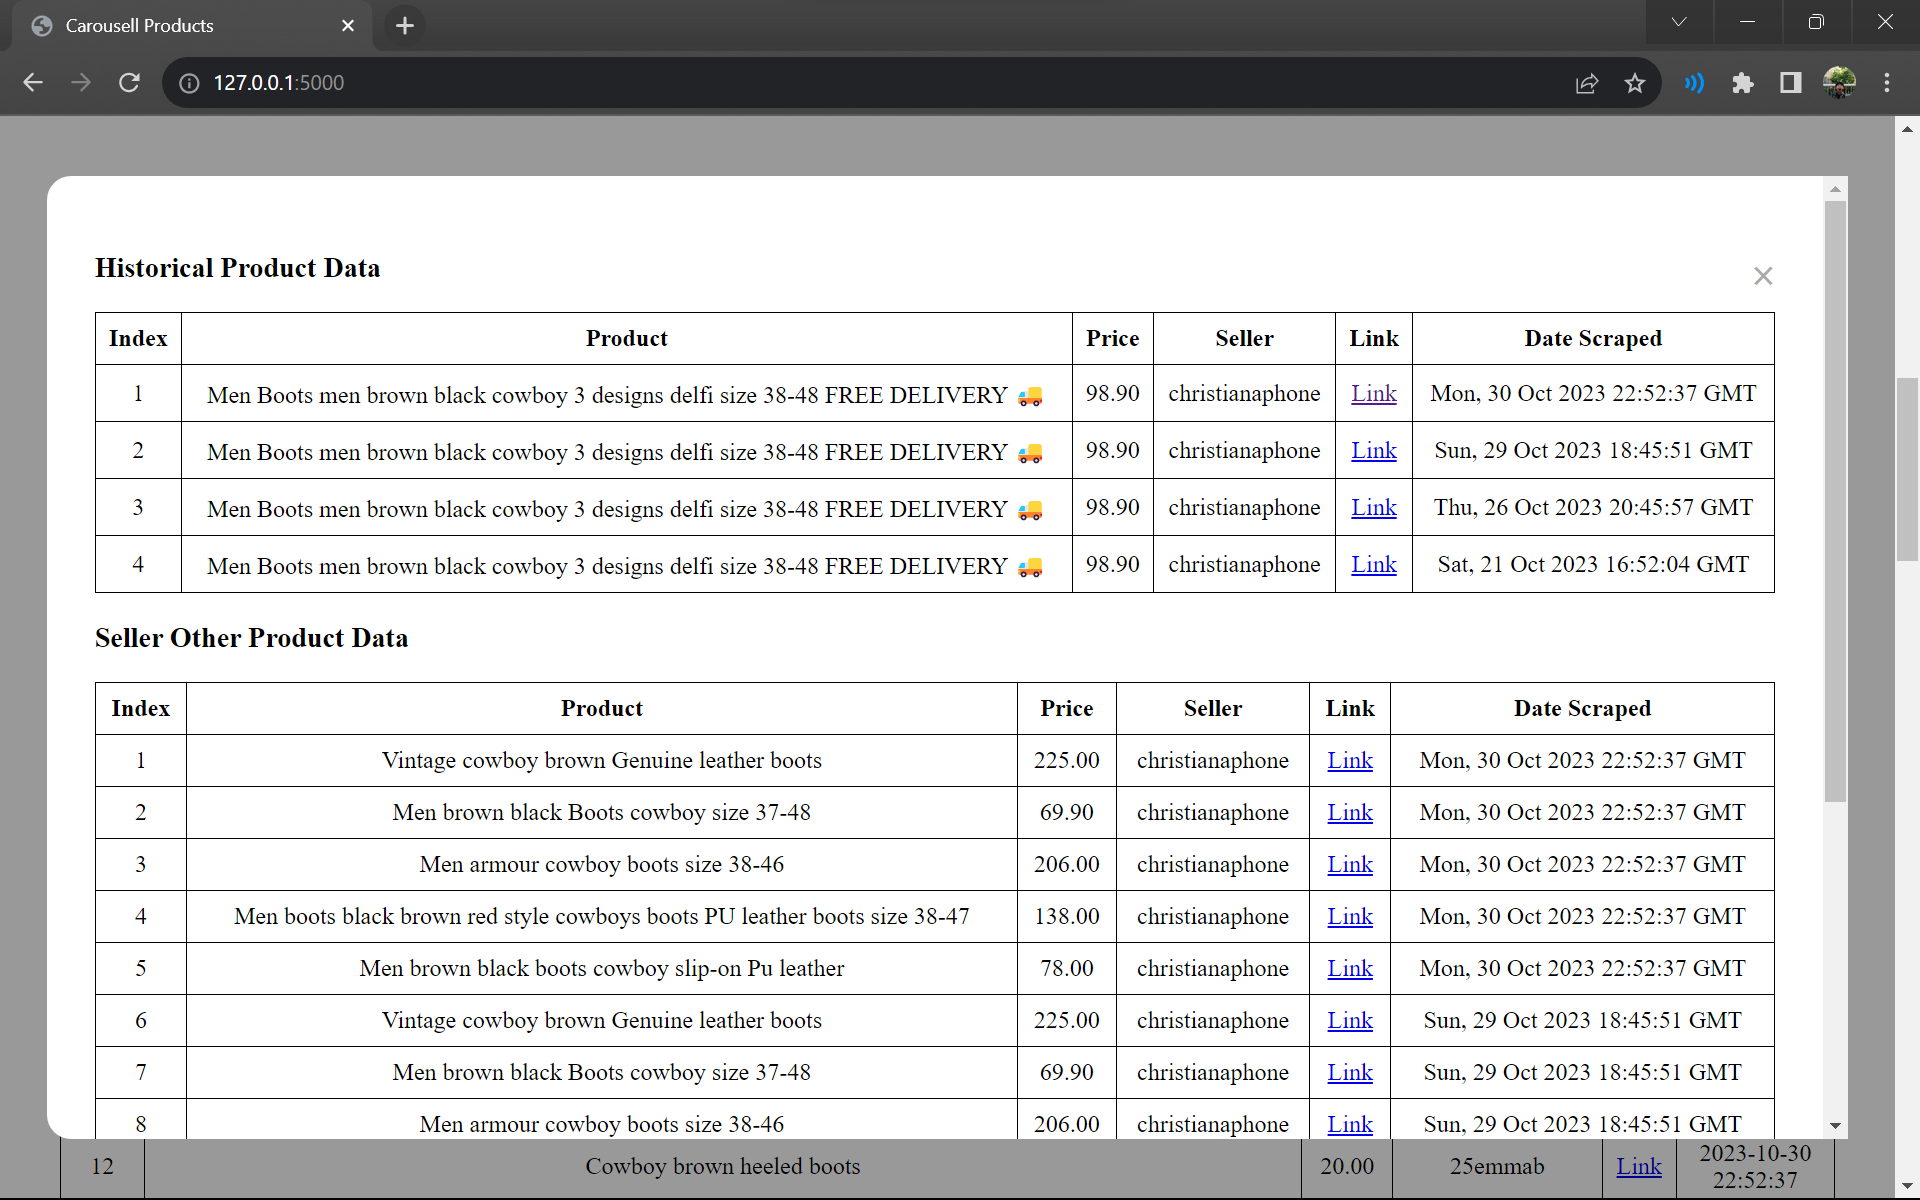 Carousell Products
127.0.0.1:5000
Historical Product Data
Index Product Price Seller Link Date Scraped
1 Men Boots men brown black cowboy 3 designs delfi size 38-48 FREE DELIVERY 🚚 98.90 christianaphone Link Mon, 30 Oct 2023 22:52:37 GMT
2 Men Boots men brown black cowboy 3 designs delfi size 38-48 FREE DELIVERY 🚚 98.90 christianaphone Link Sun, 29 Oct 2023 18:45:51 GMT
3 Men Boots men brown black cowboy 3 designs delfi size 38-48 FREE DELIVERY 🚚 98.90 christianaphone Link Thu, 26 Oct 2023 20:45:57 GMT
4 Men Boots men brown black cowboy 3 designs delfi size 38-48 FREE DELIVERY 🚚 98.90 christianaphone Link Sat, 21 Oct 2023 16:52:04 GMT
Seller Other Product Data
Index Product Price Seller Link Date Scraped
1 Vintage cowboy brown Genuine leather boots 225.00 christianaphone Link Mon, 30 Oct 2023 22:52:37 GMT
2 Men brown black Boots cowboy size 37-48 69.90 christianaphone Link Mon, 30 Oct 2023 22:52:37 GMT
3 Men armour cowboy boots size 38-46 206.00 christianaphone Link Mon, 30 Oct 2023 22:52:37 GMT
4 Men boots black brown red style cowboys boots PU leather boots size 38-47 138.00 christianaphone Link Mon, 30 Oct 2023 22:52:37 GMT
5 Men brown black boots cowboy slip-on Pu leather 78.00 christianaphone Link Mon, 30 Oct 2023 22:52:37 GMT
6 Vintage cowboy brown Genuine leather boots 225.00 christianaphone Link Sun, 29 Oct 2023 18:45:51 GMT
7 Men brown black Boots cowboy size 37-48 69.90 christianaphone Link Sun, 29 Oct 2023 18:45:51 GMT
8 Men armour cowboy boots size 38-46 206.00 christianaphone Link Sun, 29 Oct 2023 18:45:51 GMT
12 Cowboy brown heeled boots 20.00 25emmab Link 2023-10-30
22:52:37